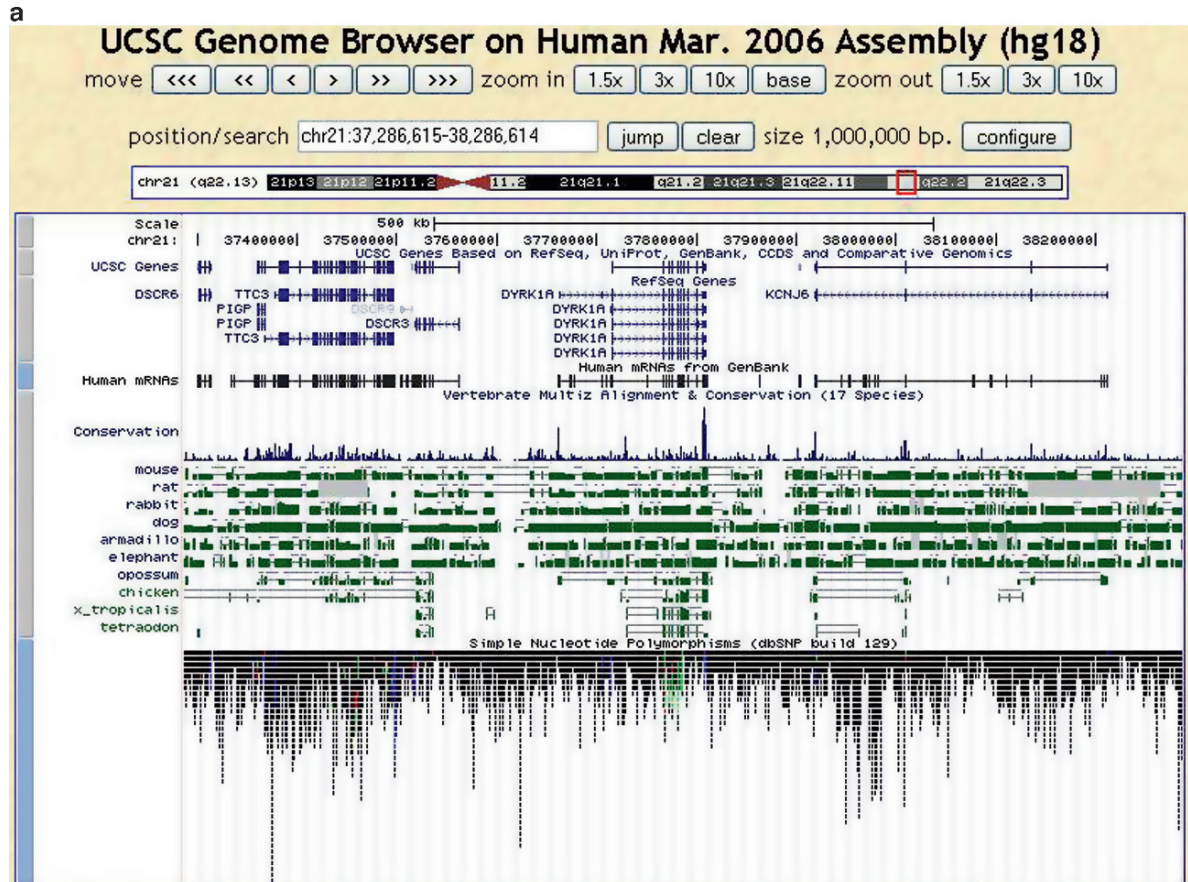 a
UCSC Genome Browser on Human Mar. 2006 Assembly (hg18)
move <<< << < > >> >>> zoom in 1.5x 3x 10x base zoom out 1.5x 3x 10x
position/search chr21:37,286,615-38,286,614 jump clear size 1,000,000 bp. configure
chr21 (q22.13) 21p13 21p12 21p11.2 11.2 21q21.1 q21.2 21q21.3 21q22.11 q22.2 21q22.3
Scale 500 kb
chr21: 37400000 37500000 37600000 37700000 37800000 37900000 38000000 38100000 38200000
UCSC Genes Based on RefSeq, UniProt, GenBank, CCDS and Comparative Genomics
UCSC Genes
RefSeq Genes
DSCR6 TTC3 DYRK1A KCNJ6
PIGP DSCR9 DYRK1A
PIGP DSCR3 DYRK1A
TTC3 DYRK1A
DYRK1A
Human mRNAs from GenBank
Human mRNAs
Vertebrate Multiz Alignment & Conservation (17 Species)
Conservation
mouse
rat
rabbit
dog
armadillo
elephant
opossum
chicken
x_tropicalis
tetraodon
Simple Nucleotide Polymorphisms (dbSNP build 129)